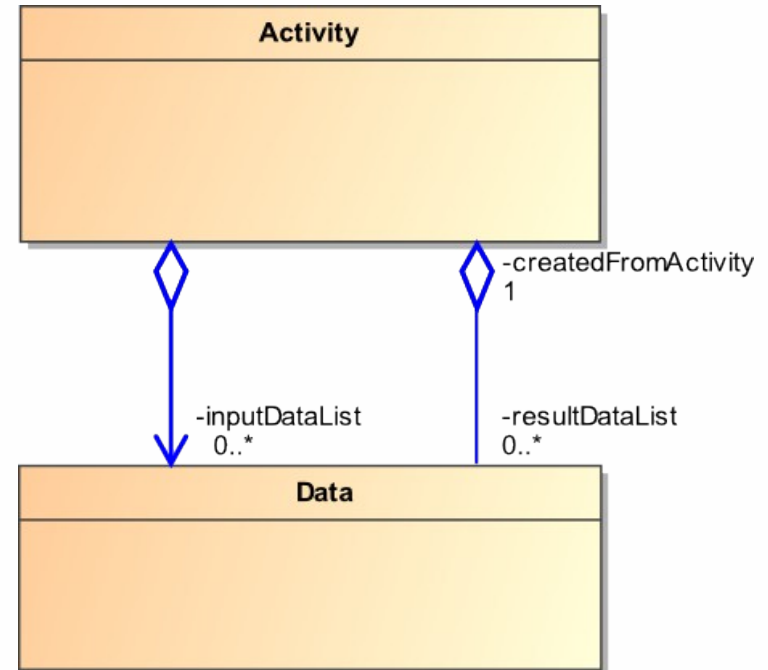 Activity
-createdFromActivity
1
-inputDataList
0..*
-resultDataList
0..*
Data